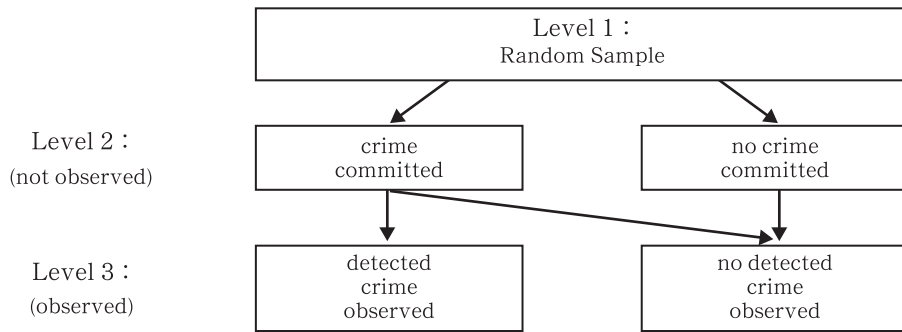 Level 1：
Random Sample
Level 2：
(not observed)
crime
committed
no crime
committed
Level 3：
(observed)
detected
crime
observed
no detected
crime
observed